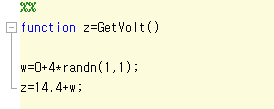 %%
function z=GetVolt()
w=0+4*randn(1,1);
z=14.4+w;